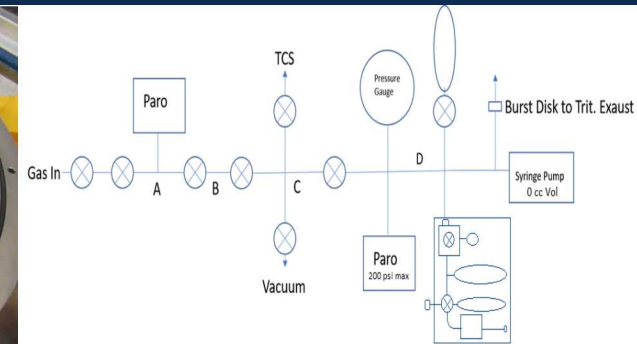 TCS
Pressure
Gauge
Paro
Burst Disk to Trit. Exaust
Gas In
A
B
C
D
Syringe Pump
0 cc Vol
Paro
200 psi max
Vacuum